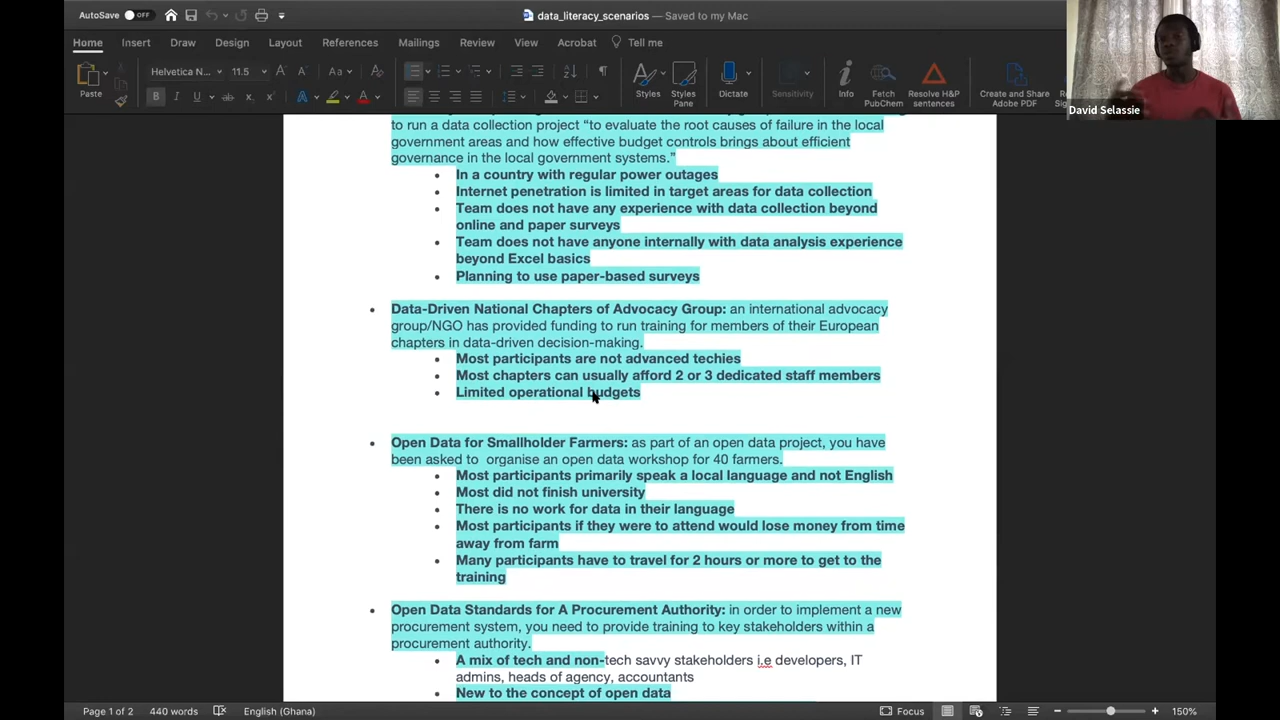 AutoSave OFF
data_literacy_scenarios — Saved to my Mac
Home Insert Draw Design Layout References Mailings Review View Acrobat Tell me
Paste
Helvetica N... 11.5
Styles
Styles Pane
Dictate
Sensitivity
Info
Fetch PubChem
Resolve H&P sentences
Create and Share Adobe PDF
David Selassie
to run a data collection project “to evaluate the root causes of failure in the local
government areas and how effective budget controls brings about efficient
governance in the local government systems.”
• In a country with regular power outages
• Internet penetration is limited in target areas for data collection
• Team does not have any experience with data collection beyond
online and paper surveys
• Team does not have anyone internally with data analysis experience
beyond Excel basics
• Planning to use paper-based surveys
• Data-Driven National Chapters of Advocacy Group: an international advocacy
group/NGO has provided funding to run training for members of their European
chapters in data-driven decision-making.
• Most participants are not advanced techies
• Most chapters can usually afford 2 or 3 dedicated staff members
• Limited operational budgets
• Open Data for Smallholder Farmers: as part of an open data project, you have
been asked to organise an open data workshop for 40 farmers.
• Most participants primarily speak a local language and not English
• Most did not finish university
• There is no work for data in their language
• Most participants if they were to attend would lose money from time
away from farm
• Many participants have to travel for 2 hours or more to get to the
training
• Open Data Standards for A Procurement Authority: in order to implement a new
procurement system, you need to provide training to key stakeholders within a
procurement authority.
• A mix of tech and non-tech savvy stakeholders i.e developers, IT
admins, heads of agency, accountants
• New to the concept of open data
Page 1 of 2 440 words English (Ghana) Focus 150%